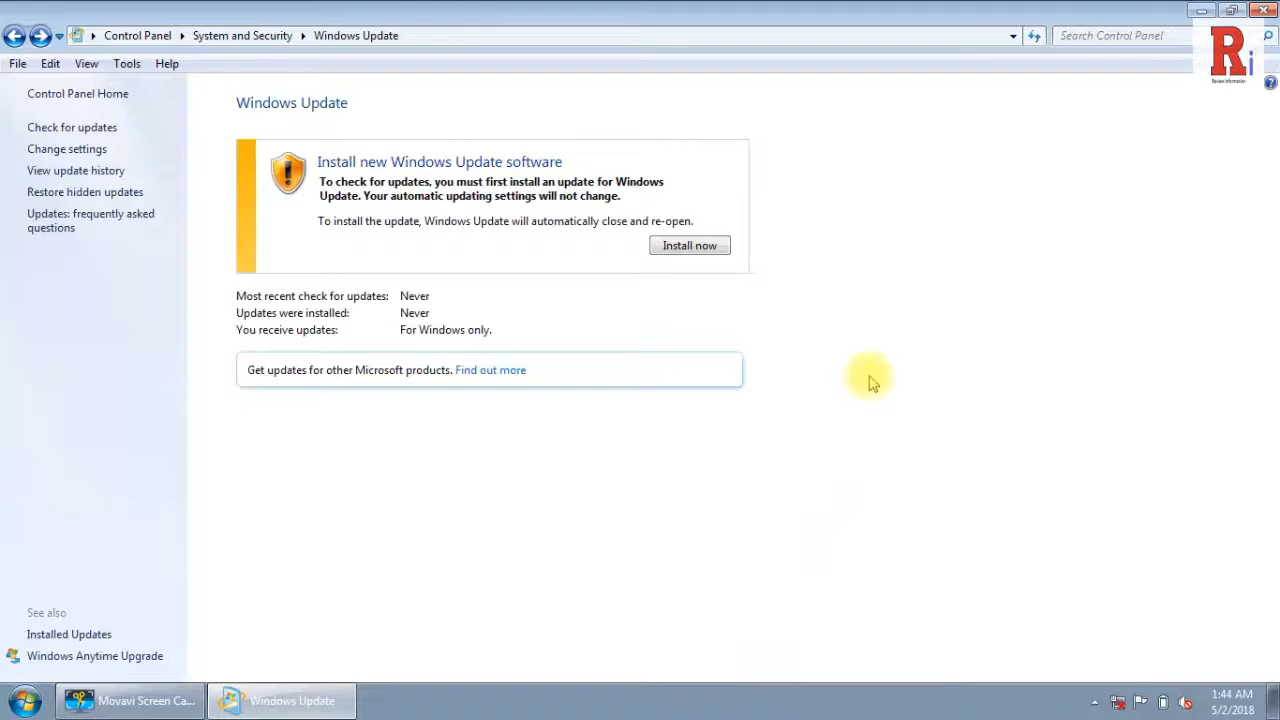 Control Panel
System and Security
Windows Update
Search Control Panel
Ri
Review Information
File
Edit
View
Tools
Help
Control Panel Home
Check for updates
Change settings
View update history
Restore hidden updates
Updates: frequently asked
questions
Windows Update
Install new Windows Update software
To check for updates, you must first install an update for Windows
Update. Your automatic updating settings will not change.
To install the update, Windows Update will automatically close and re-open.
Install now
Most recent check for updates: Never
Updates were installed: Never
You receive updates: For Windows only.
Get updates for other Microsoft products. Find out more
See also
Installed Updates
Windows Anytime Upgrade
Movavi Screen Ca...
Windows Update
1:44 AM
5/2/2018